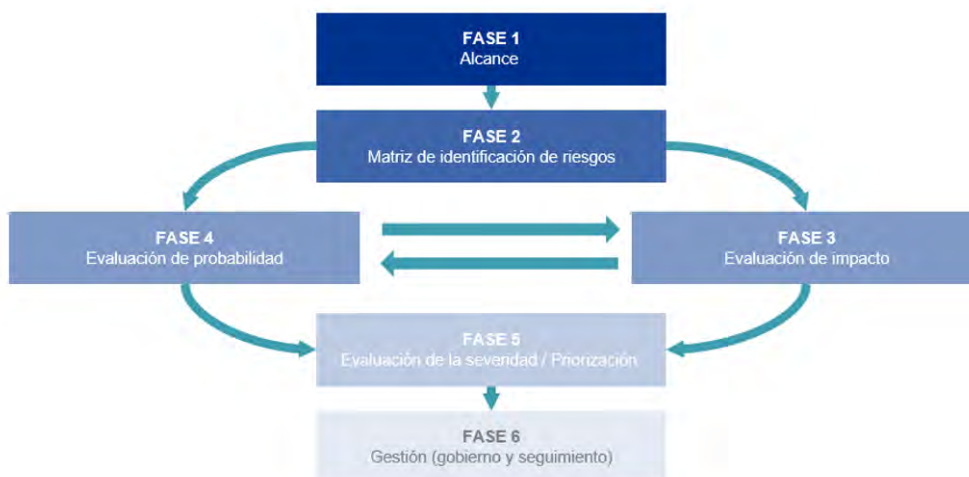 FASE 1
Alcance
FASE 2
Matriz de identificación de riesgos
FASE 4
Evaluación de probabilidad
FASE 3
Evaluación de impacto
FASE 5
Evaluación de la severidad / Priorización
FASE 6
Gestión (gobierno y seguimiento)